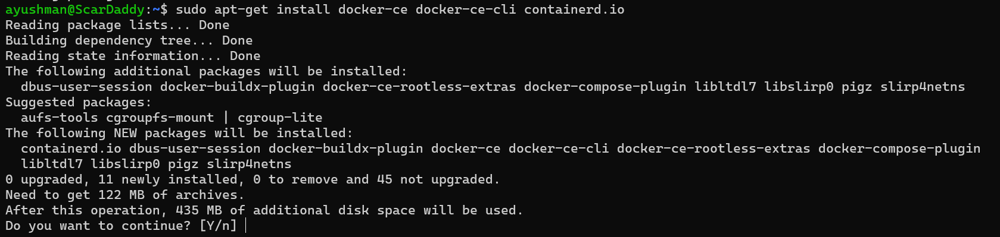 ayushman@ScarDaddy:~$ sudo apt-get install docker-ce docker-ce-cli containerd.io
Reading package lists... Done
Building dependency tree... Done
Reading state information... Done
The following additional packages will be installed:
  dbus-user-session docker-buildx-plugin docker-ce-rootless-extras docker-compose-plugin libltdl7 libslirp0 pigz slirp4netns
Suggested packages:
  aufs-tools cgroupfs-mount | cgroup-lite
The following NEW packages will be installed:
  containerd.io dbus-user-session docker-buildx-plugin docker-ce docker-ce-cli docker-ce-rootless-extras docker-compose-plugin
  libltdl7 libslirp0 pigz slirp4netns
0 upgraded, 11 newly installed, 0 to remove and 45 not upgraded.
Need to get 122 MB of archives.
After this operation, 435 MB of additional disk space will be used.
Do you want to continue? [Y/n]